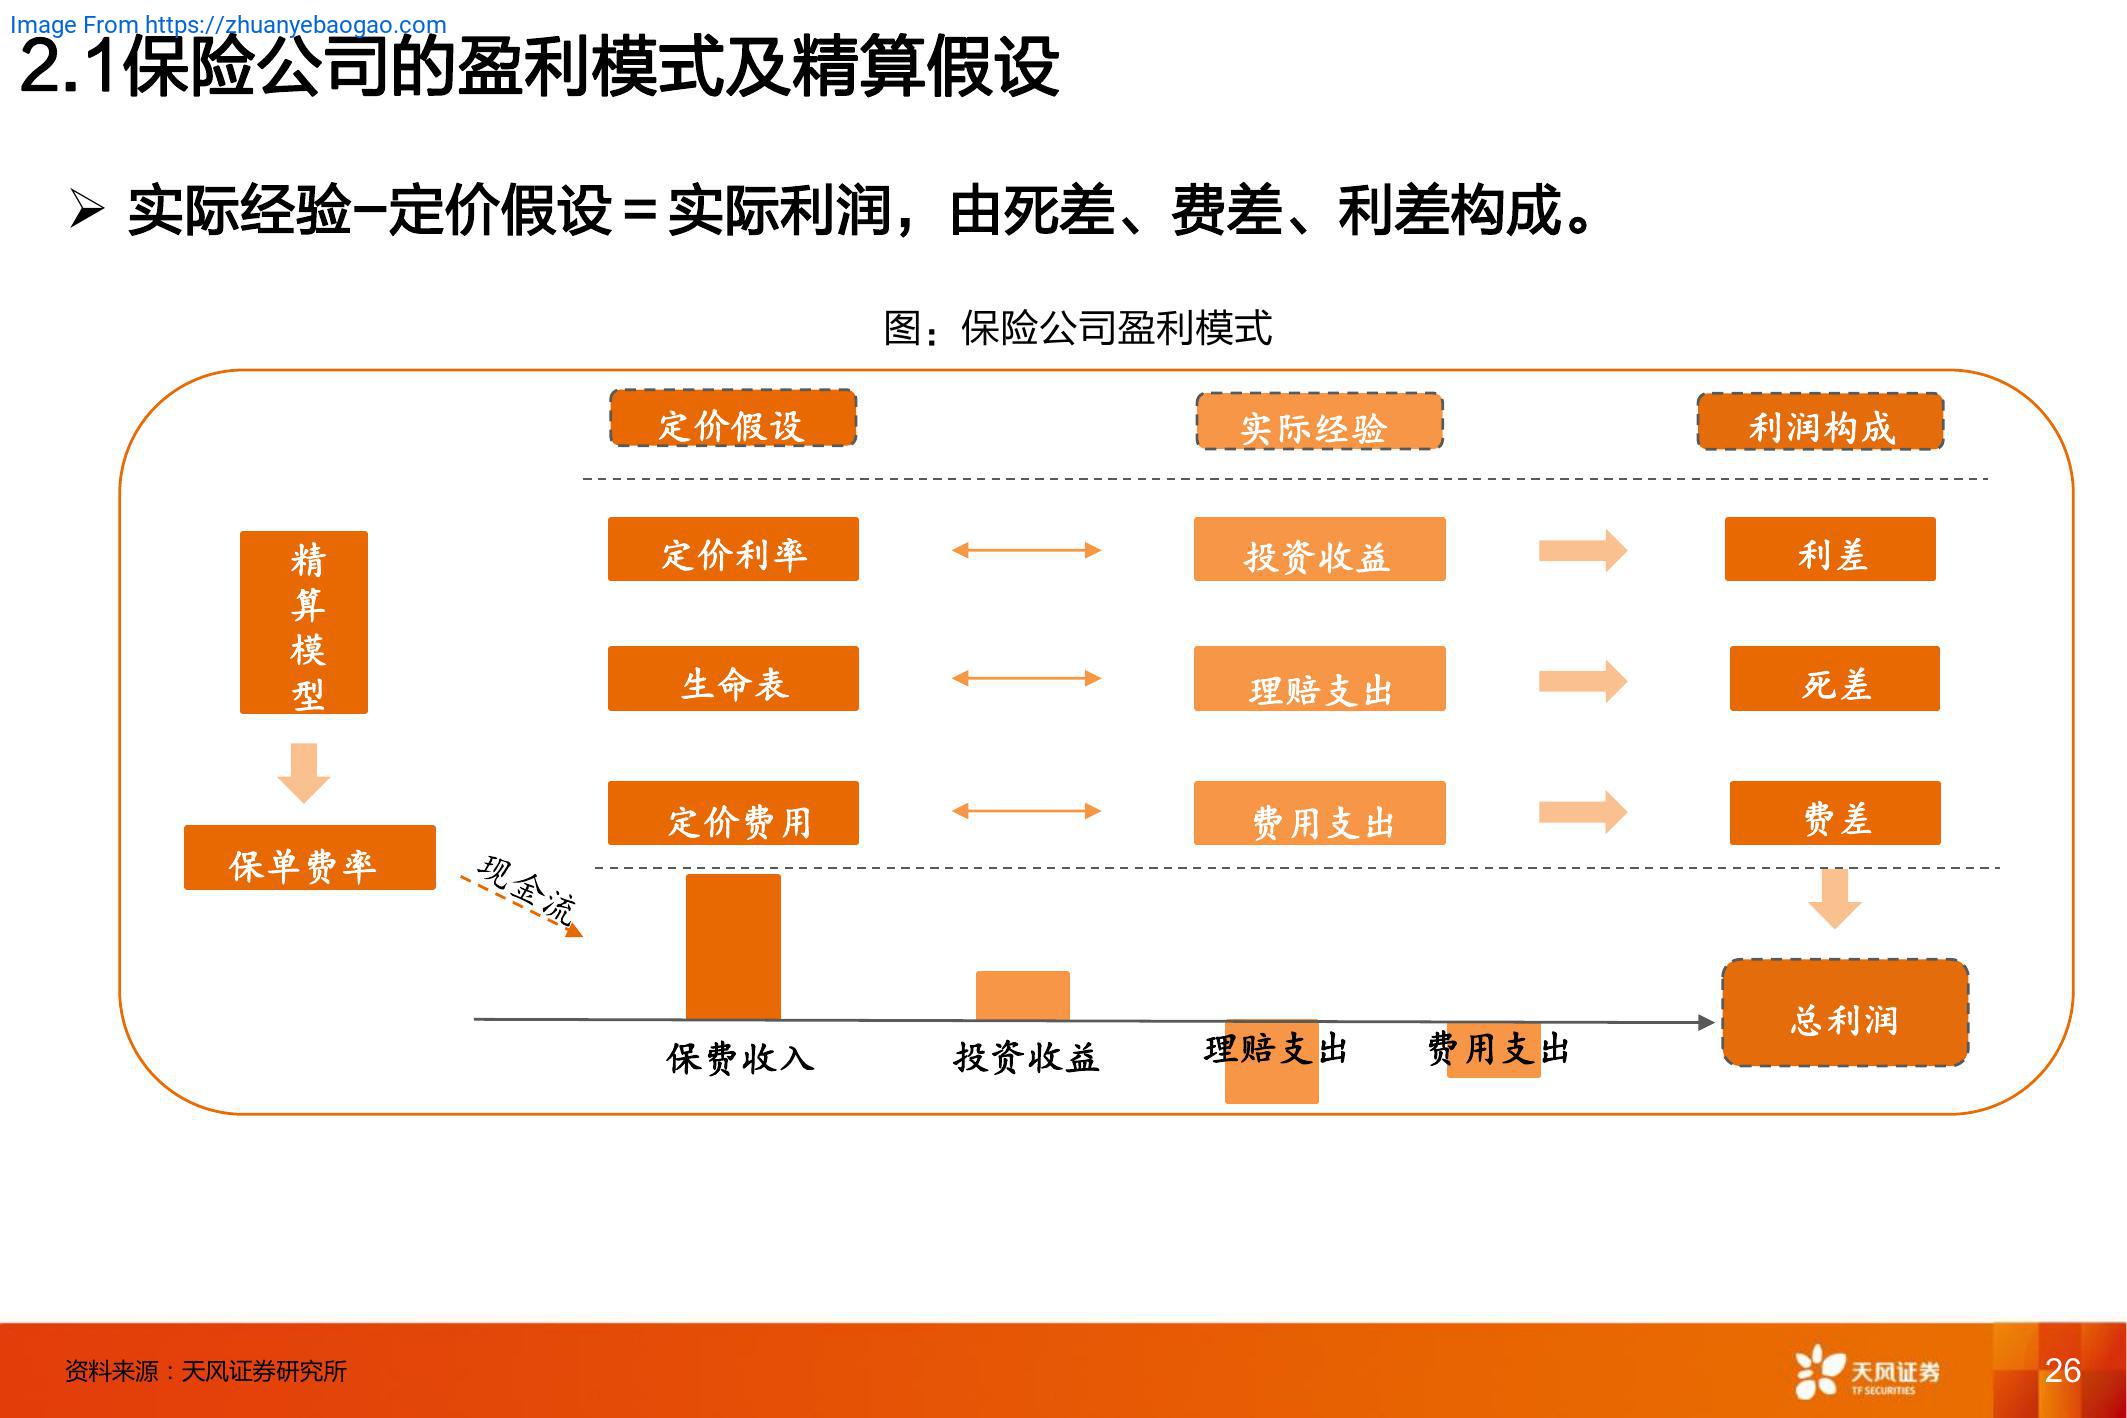 Image From https://zhuanyebaogao.com
2.1保险公司的盈利模式及精算假设
➢ 实际经验-定价假设=实际利润，由死差、费差、利差构成。
图：保险公司盈利模式
定价假设
实际经验
利润构成
精
算
模
型
定价利率
投资收益
利差
生命表
理赔支出
死差
定价费用
费用支出
费差
保单费率
现金流
保费收入
投资收益
理赔支出
费用支出
总利润
资料来源：天风证券研究所
天风证券
TF SECURITIES
26